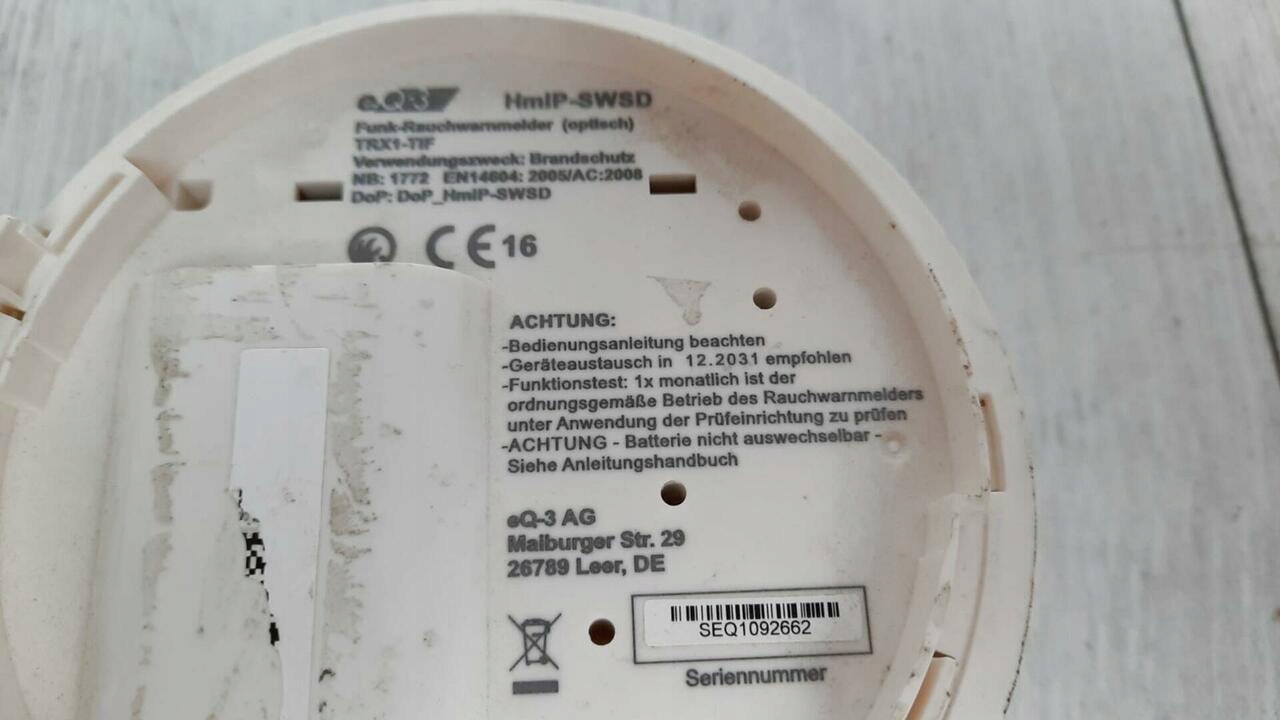 eQ3 HmIP-SWSD
Funk-Rauchwarnmelder (optisch)
TRX1-TIF
Verwendungszweck: Brandschutz
NB: 1772 EN14604: 2005/AC:2008
DoP: DoP_HmIP-SWSD
CE 16
ACHTUNG:
-Bedienungsanleitung beachten
-Geräteaustausch in 12.2031 empfohlen
-Funktionstest: 1x monatlich ist der
ordnungsgemäße Betrieb des Rauchwarnmelders
unter Anwendung der Prüfeinrichtung zu prüfen
-ACHTUNG - Batterie nicht auswechselbar -
Siehe Anleitungshandbuch
eQ-3 AG
Maiburger Str. 29
26789 Leer, DE
SEQ1092662
Seriennummer